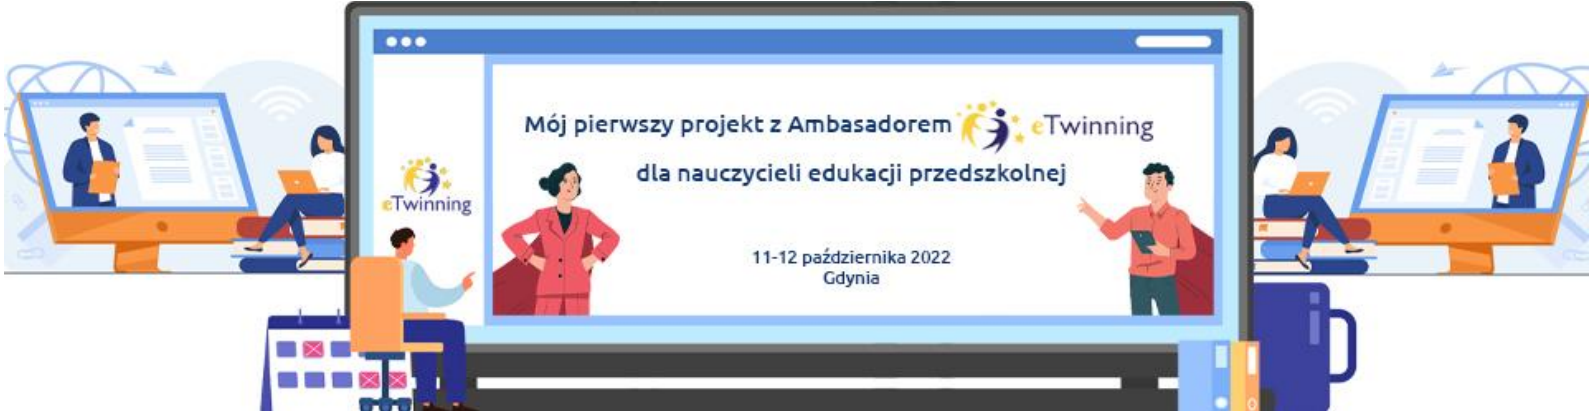 Mój pierwszy projekt z Ambasadorem eTwinning
dla nauczycieli edukacji przedszkolnej
eTwinning
11-12 października 2022
Gdynia